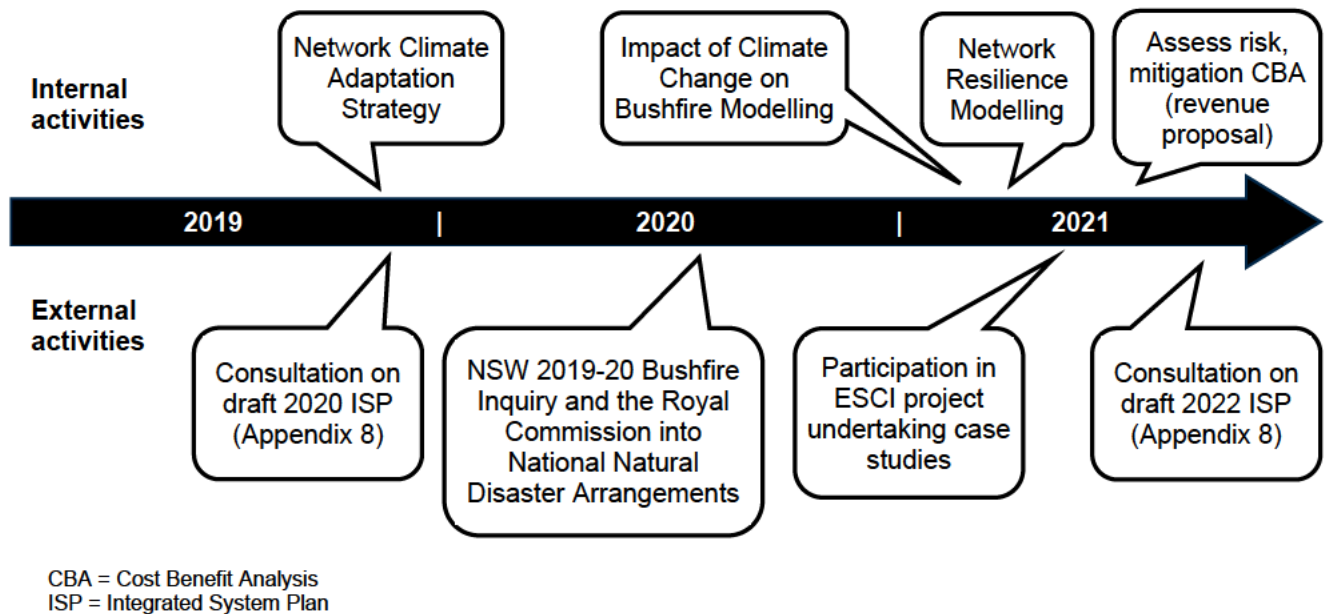 Internal
activities
Network Climate
Adaptation
Strategy
Impact of Climate
Change on
Bushfire Modelling
Network
Resilience
Modelling
Assess risk,
mitigation CBA
(revenue
proposal)
2019 | 2020 | 2021
External
activities
Consultation on
draft 2020 ISP
(Appendix 8)
NSW 2019-20 Bushfire
Inquiry and the Royal
Commission into
National Natural
Disaster Arrangements
Participation in
ESCI project
undertaking case
studies
Consultation on
draft 2022 ISP
(Appendix 8)
CBA = Cost Benefit Analysis
ISP = Integrated System Plan